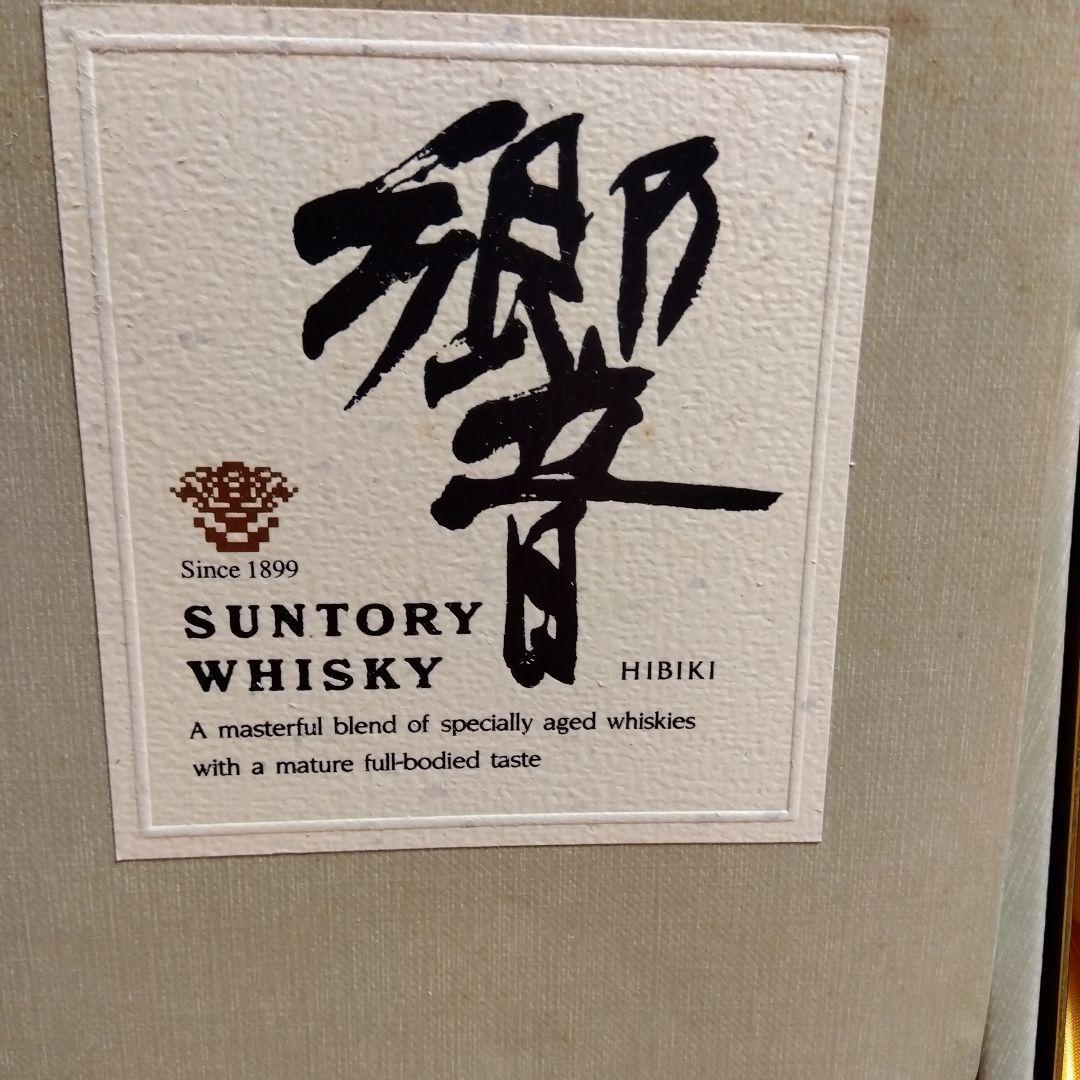 響
Since 1899
SUNTORY
WHISKY
HIBIKI
A masterful blend of specially aged whiskies
with a mature full-bodied taste